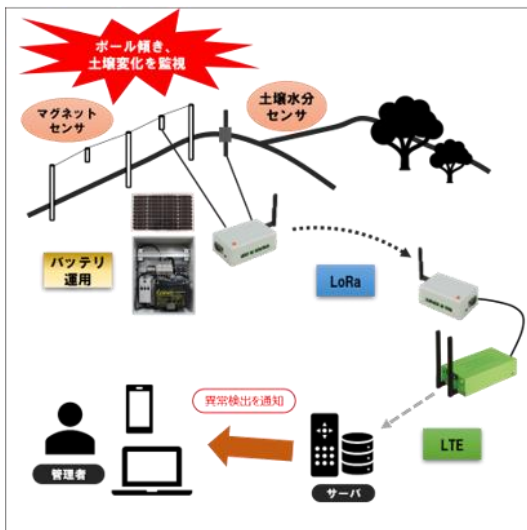 ポール傾き、
土壌変化を監視
マグネット
センサ
土壌水分
センサ
バッテリ
運用
LoRa
異常検出を通知
LTE
管理者
サーバ